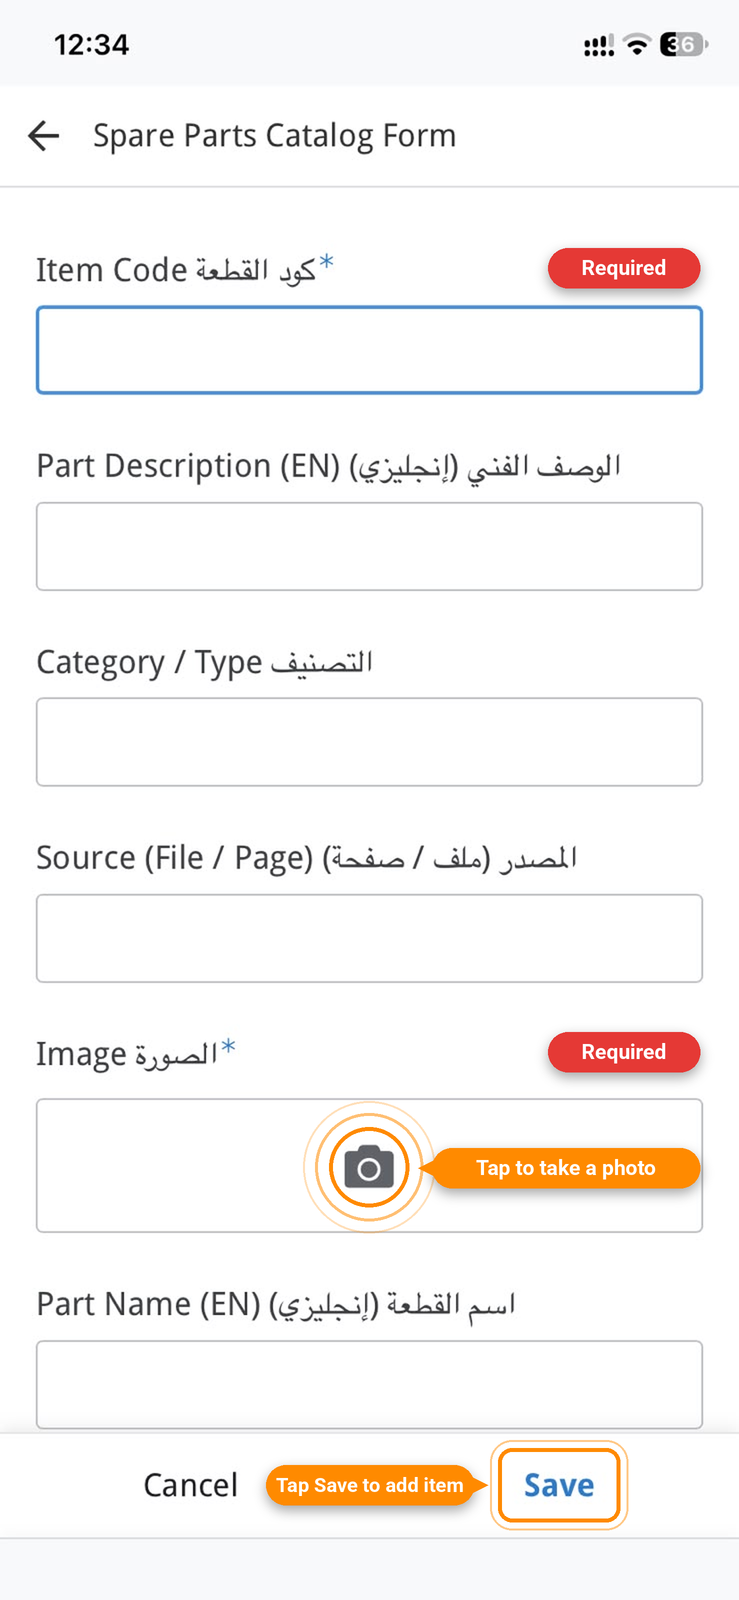 12:34
36
Spare Parts Catalog Form
Item Code كود القطعة*
Required
Part Description (EN) الوصف الفني (إنجليزي)
Category / Type التصنيف
Source (File / Page) المصدر (ملف / صفحة)
Image الصورة*
Required
Tap to take a photo
Part Name (EN) اسم القطعة (إنجليزي)
Cancel
Tap Save to add item
Save